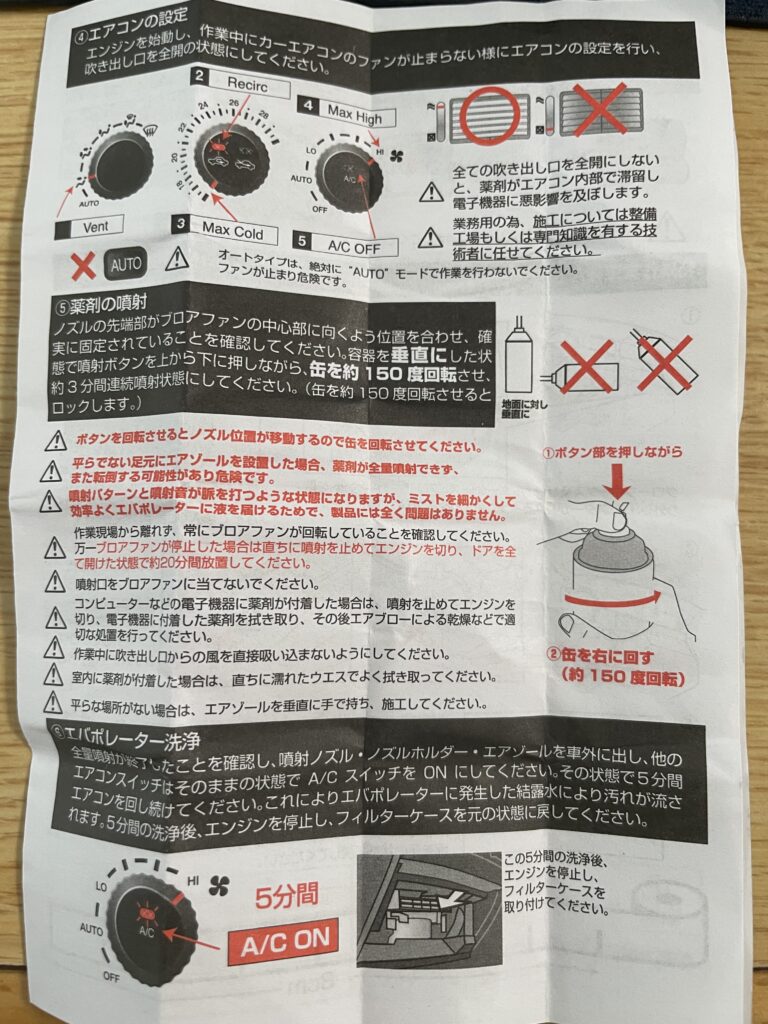 ④エアコンの設定
エンジンを始動し、作業中にカーエアコンのファンが止まらない様にエアコンの設定を行い、
吹き出し口を全開の状態にしてください。
2 Recirc
4 Max High
18 20 22 24 26 28
LO HI
AUTO
OFF
A/C
AUTO
1 Vent
3 Max Cold
5 A/C OFF
全ての吹き出し口を全開にしない
と、薬剤がエアコン内部で滞留し
電子機器に悪影響を及ぼします。
業務用の為、施工については整備
工場もしくは専門知識を有する技
術者に任せてください。
AUTO
オートタイプは、絶対に"AUTO"モードで作業を行わないでください。
ファンが止まり危険です。
⑤薬剤の噴射
ノズルの先端部がブロアファンの中心部に向くよう位置を合わせ、確
実に固定されていることを確認してください。容器を垂直にした状
態で噴射ボタンを上から下に押しながら、缶を約150度回転させ、
約3分間連続噴射状態にしてください。(缶を約150度回転させると
ロックします。)
地面に対し
垂直に
ボタンを回転させるとノズル位置が移動するので缶を回転させてください。
平らでない足元にエアゾールを設置した場合、薬剤が全量噴射できず、
また転倒する可能性があり危険です。
噴射パターンと噴射音が脈を打つような状態になりますが、ミストを細かくして
効率よくエバポレーターに液を届けるためで、製品には全く問題はありません。
作業現場から離れず、常にブロアファンが回転していることを確認してください。
万一ブロアファンが停止した場合は直ちに噴射を止めてエンジンを切り、ドアを全
て開けた状態で約20分間放置してください。
噴射口をブロアファンに当てないでください。
コンピューターなどの電子機器に薬剤が付着した場合は、噴射を止めてエンジンを
切り、電子機器に付着した薬剤を拭き取り、その後エアブローによる乾燥などで適
切な処置を行ってください。
作業中に吹き出し口からの風を直接吸い込まないようにしてください。
室内に薬剤が付着した場合は、直ちに濡れたウエスでよく拭き取ってください。
平らな場所がない場合は、エアゾールを垂直に手で持ち、施工してください。
①ボタン部を押しながら
②缶を右に回す
(約150度回転)
⑥エバポレーター洗浄
全量噴射が終了したことを確認し、噴射ノズル・ノズルホルダー・エアゾールを車外に出し、他の
エアコンスイッチはそのままの状態で A/C スイッチを ON にしてください。その状態で5分間
エアコンを回し続けてください。これによりエバポレーターに発生した結露水により汚れが流さ
れます。5分間の洗浄後、エンジンを停止し、フィルターケースを元の状態に戻してください。
LO HI
AUTO
OFF
A/C
5分間
A/C ON
この5分間の洗浄後、
エンジンを停止し、
フィルターケースを
取り付けてください。